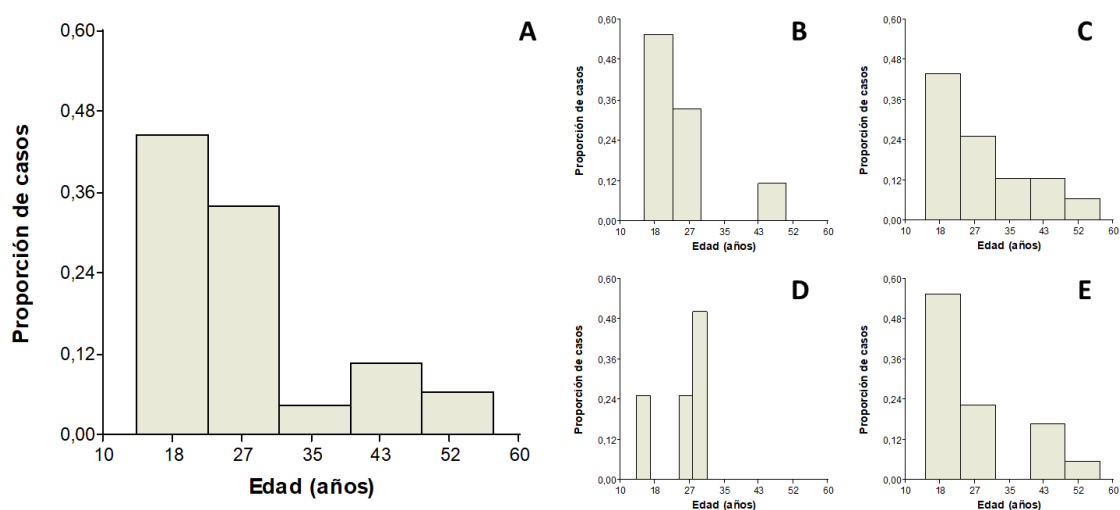 A
0,60
0,48
0,36
0,24
0,12
0,00
Proporción de casos
10 18 27 35 43 52 60
Edad (años)
B
0,60
0,48
0,36
0,24
0,12
0,00
Proporción de casos
10 18 27 35 43 52 60
Edad (años)
C
0,60
0,48
0,36
0,24
0,12
0,00
Proporción de casos
10 18 27 35 43 52 60
Edad (años)
D
0,60
0,48
0,36
0,24
0,12
0,00
Proporción de casos
10 18 27 35 43 52 60
Edad (años)
E
0,60
0,48
0,36
0,24
0,12
0,00
Proporción de casos
10 18 27 35 43 52 60
Edad (años)